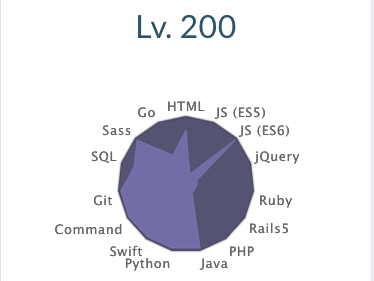 Lv. 200
HTML
JS (ES5)
JS (ES6)
jQuery
Ruby
Rails5
PHP
Java
Python
Swift
Command
Git
SQL
Sass
Go